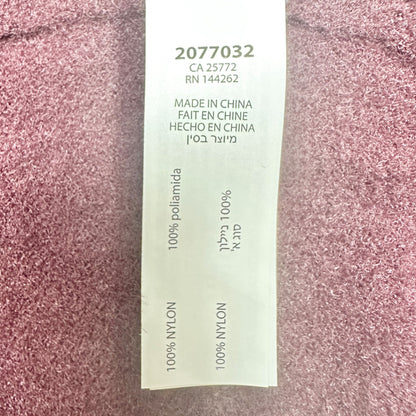 2077032
CA 25772
RN 144262
MADE IN CHINA
FAIT EN CHINE
HECHO EN CHINA
מיוצר בסין
100% poliamida
100% ניילון
סוג א'
100% NYLON
100% NYLON